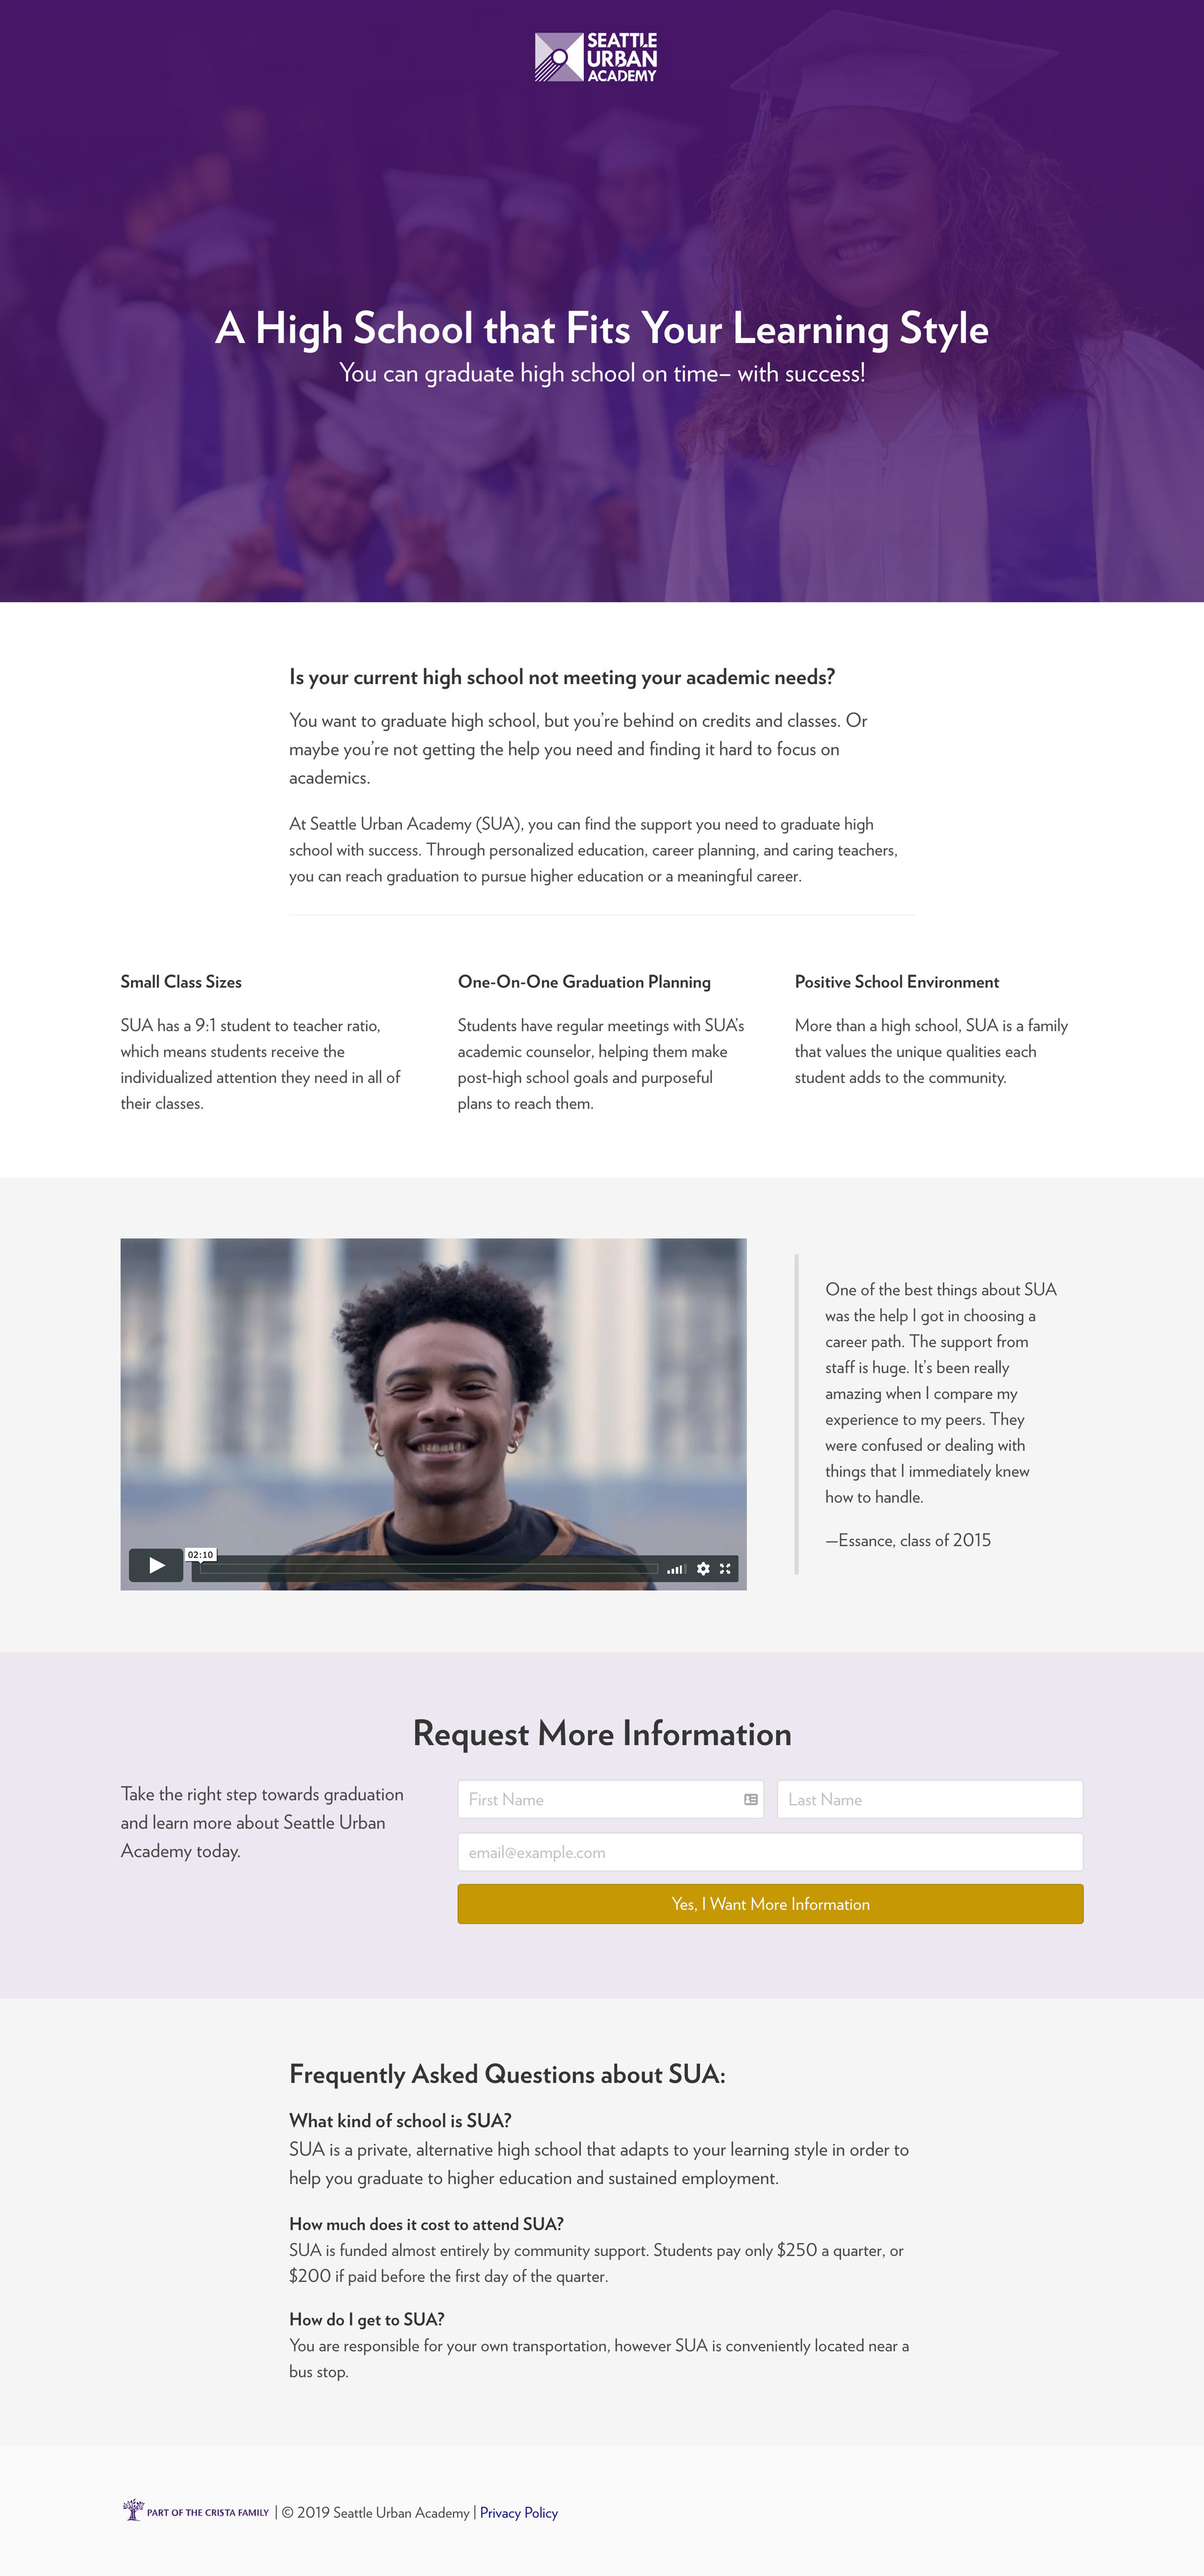 SEATTLE
URBAN
ACADEMY
A High School that Fits Your Learning Style
You can graduate high school on time– with success!
Is your current high school not meeting your academic needs?
You want to graduate high school, but you're behind on credits and classes. Or
maybe you're not getting the help you need and finding it hard to focus on
academics.
At Seattle Urban Academy (SUA), you can find the support you need to graduate high
school with success. Through personalized education, career planning, and caring teachers,
you can reach graduation to pursue higher education or a meaningful career.
Small Class Sizes
SUA has a 9:1 student to teacher ratio,
which means students receive the
individualized attention they need in all of
their classes.
One-On-One Graduation Planning
Students have regular meetings with SUA's
academic counselor, helping them make
post-high school goals and purposeful
plans to reach them.
Positive School Environment
More than a high school, SUA is a family
that values the unique qualities each
student adds to the community.
02:10
One of the best things about SUA
was the help I got in choosing a
career path. The support from
staff is huge. It's been really
amazing when I compare my
experience to my peers. They
were confused or dealing with
things that I immediately knew
how to handle.
—Essance, class of 2015
Request More Information
Take the right step towards graduation
and learn more about Seattle Urban
Academy today.
First Name
Last Name
email@example.com
Yes, I Want More Information
Frequently Asked Questions about SUA:
What kind of school is SUA?
SUA is a private, alternative high school that adapts to your learning style in order to
help you graduate to higher education and sustained employment.
How much does it cost to attend SUA?
SUA is funded almost entirely by community support. Students pay only $250 a quarter, or
$200 if paid before the first day of the quarter.
How do I get to SUA?
You are responsible for your own transportation, however SUA is conveniently located near a
bus stop.
PART OF THE CRISTA FAMILY | © 2019 Seattle Urban Academy | Privacy Policy